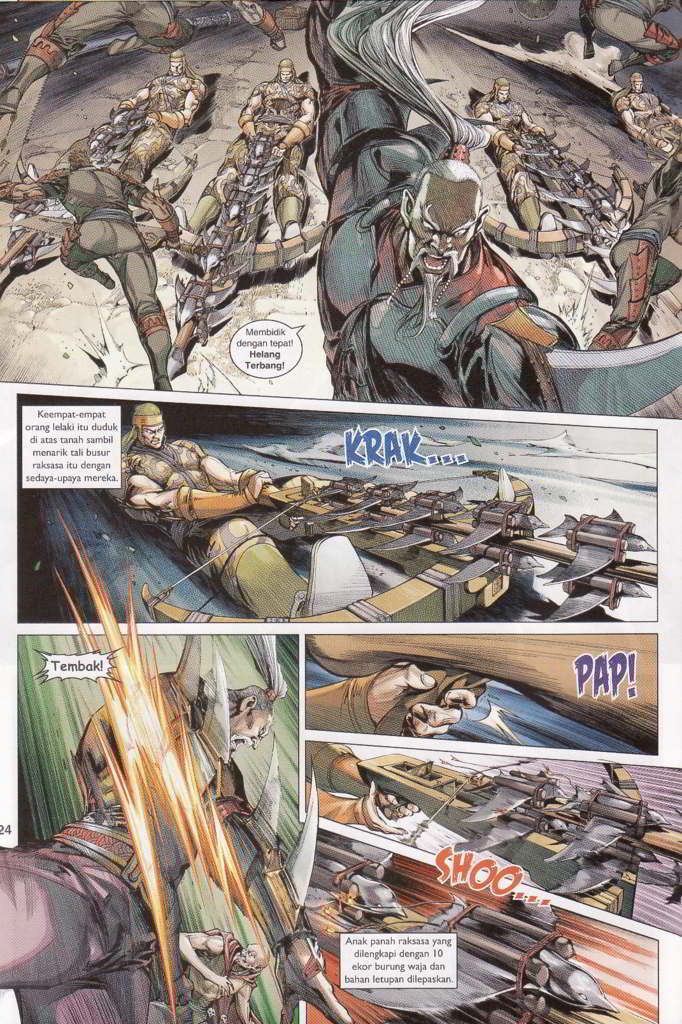 Membidik
dengan tepat!
Helang
Terbang!
Keempat-empat
orang lelaki itu duduk
di atas tanah sambil
menarik tali busur
raksasa itu dengan
sedaya-upaya mereka.
KRAK...
Tembak!
PAP!
SHOO...
Anak panah raksasa yang
dilengkapi dengan 10
ekor burung waja dan
bahan letupan dilepaskan.
24